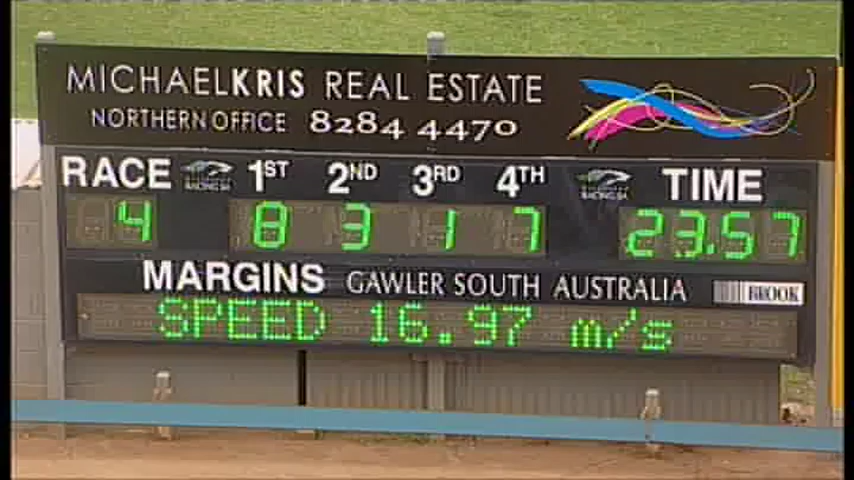 MICHAELKRIS REAL ESTATE
NORTHERN OFFICE 8284 4470
RACE 1ST 2ND 3RD 4TH TIME
4 8 3 1 7 23.57
MARGINS GAWLER SOUTH AUSTRALIA BROOK
SPEED 16.97 m/s